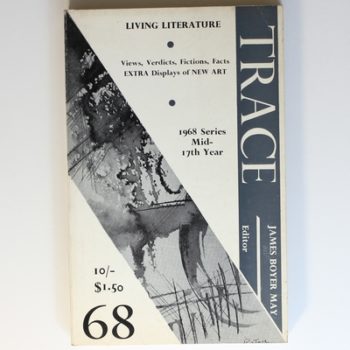 LIVING LITERATURE
Views, Verdicts, Fictions, Facts
EXTRA Displays of NEW ART
1968 Series
Mid-
17th Year
TRACE
JAMES BOYER MAY
Editor
10/-
$1.50
68